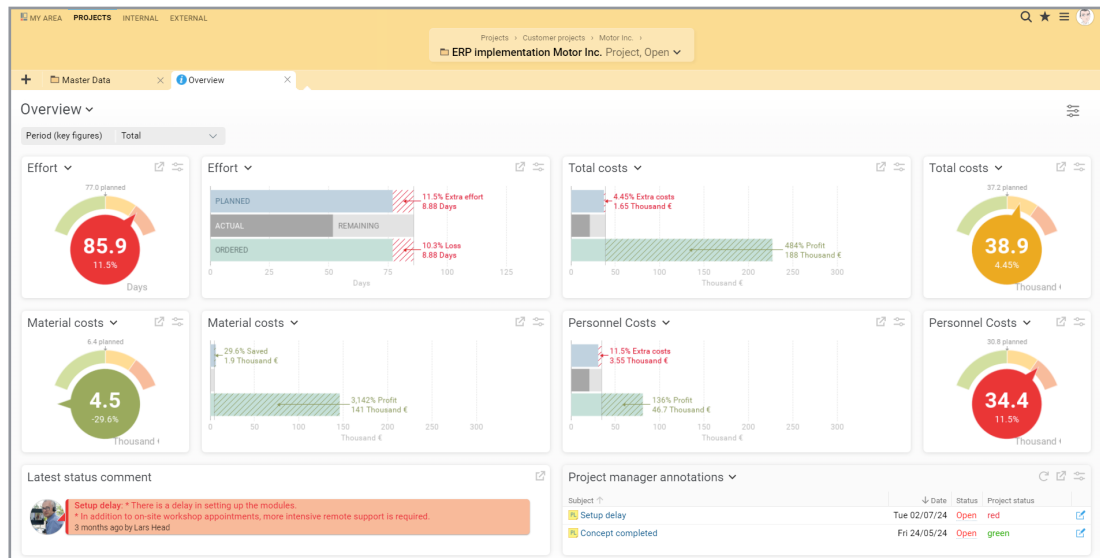 MY AREA PROJECTS INTERNAL EXTERNAL
Projects › Customer projects › Motor Inc. ›
ERP implementation Motor Inc. Project, Open
+ Master Data × Overview ×
Overview
Period (key figures) Total
Effort
77.0 planned
85.9
11.5%
Days
Effort
PLANNED
11.5% Extra effort
8.88 Days
ACTUAL REMAINING
ORDERED
10.3% Loss
8.88 Days
0 25 50 75 100 125
Days
Total costs
4.45% Extra costs
1.65 Thousand €
484% Profit
188 Thousand €
0 50 100 150 200 250 300
Thousand €
Total costs
37.2 planned
38.9
4.45%
Thousand €
Material costs
6.4 planned
4.5
-29.6%
Thousand €
Material costs
29.6% Saved
1.9 Thousand €
3,142% Profit
141 Thousand €
0 50 100 150 200 250 300
Thousand €
Personnel Costs
11.5% Extra costs
3.55 Thousand €
136% Profit
46.7 Thousand €
0 50 100 150 200 250 300
Thousand €
Personnel Costs
30.8 planned
34.4
11.5%
Thousand €
Latest status comment
Setup delay: * There is a delay in setting up the modules.
* In addition to on-site workshop appointments, more intensive remote support is required.
3 months ago by Lars Head
Project manager annotations
Subject ↑ ↓ Date Status Project status
PL Setup delay Tue 02/07/24 Open red
PL Concept completed Fri 24/05/24 Open green